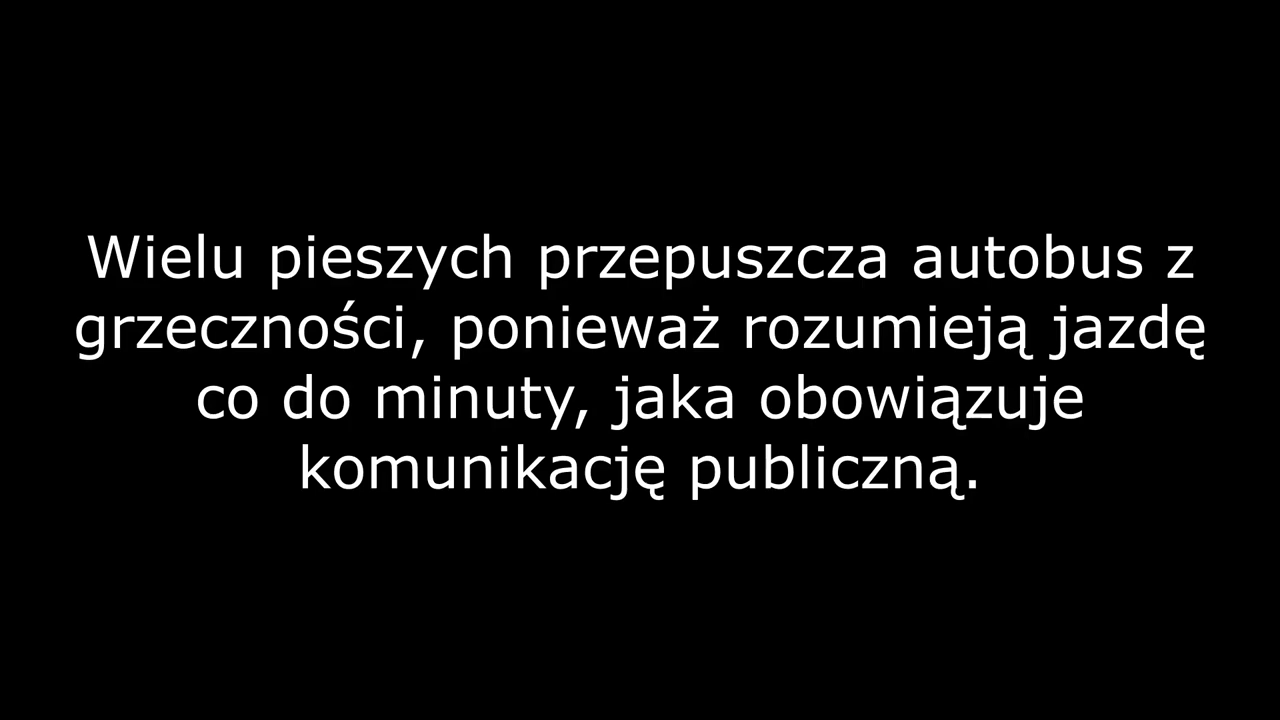 Wielu pieszych przepuszcza autobus z
grzeczności, ponieważ rozumieją jazdę
co do minuty, jaka obowiązuje
komunikację publiczną.